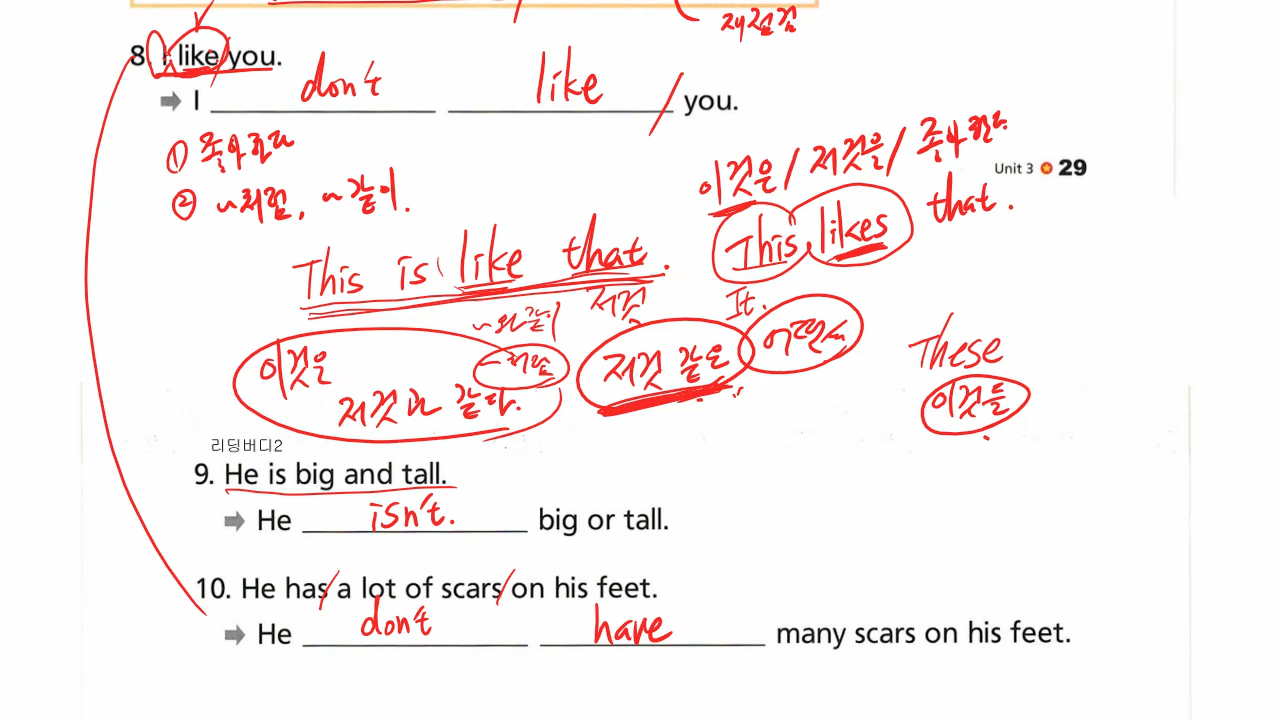 재점검
8. I like you.
➡ I don't like you.
① 좋아한다
② ~처럼, ~같이.
이것은 / 저것을 / 좋아한다
Unit 3 29
This likes that.
This is like that.
저것
It.
~와 같이
이것은
~처럼
저것 같은
어떤
These
저것과 같다.
이것들
리딩버디2
9. He is big and tall.
➡ He isn't. big or tall.
10. He has a lot of scars on his feet.
➡ He don't have many scars on his feet.